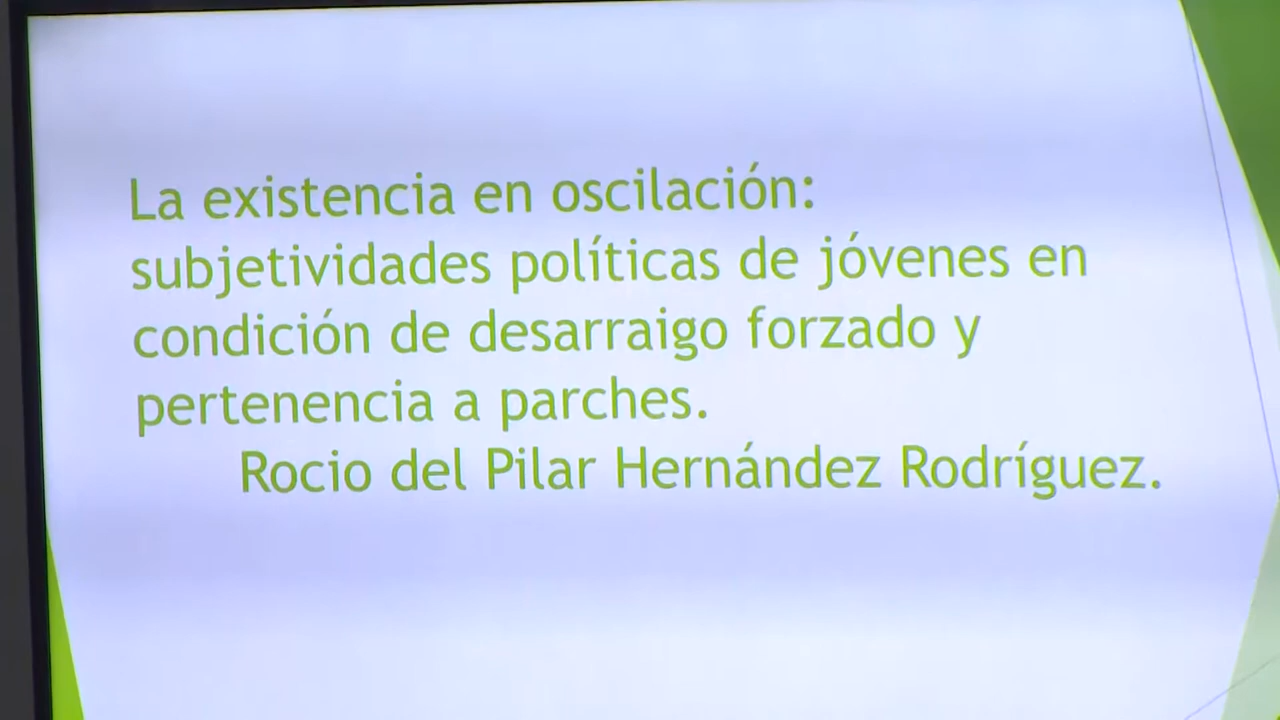 La existencia en oscilación:
subjetividades políticas de jóvenes en
condición de desarraigo forzado y
pertenencia a parches.
Rocio del Pilar Hernández Rodríguez.